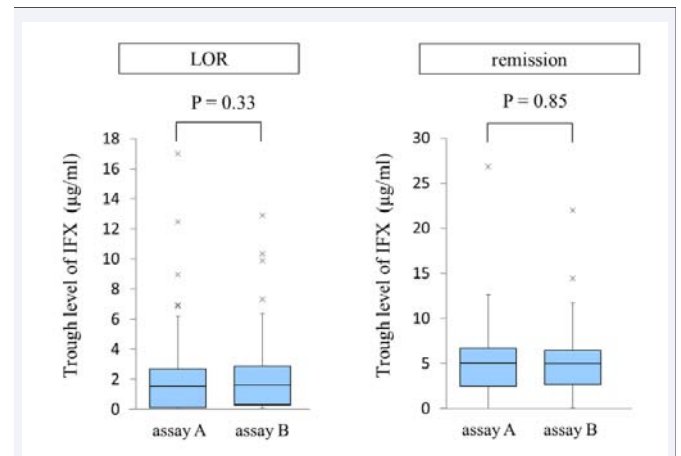 LOR
P = 0.33
Trough level of IFX (μg/ml)
18
16
14
12
10
8
6
4
2
0
assay A
assay B
remission
P = 0.85
Trough level of IFX (μg/ml)
30
25
20
15
10
5
0
assay A
assay B